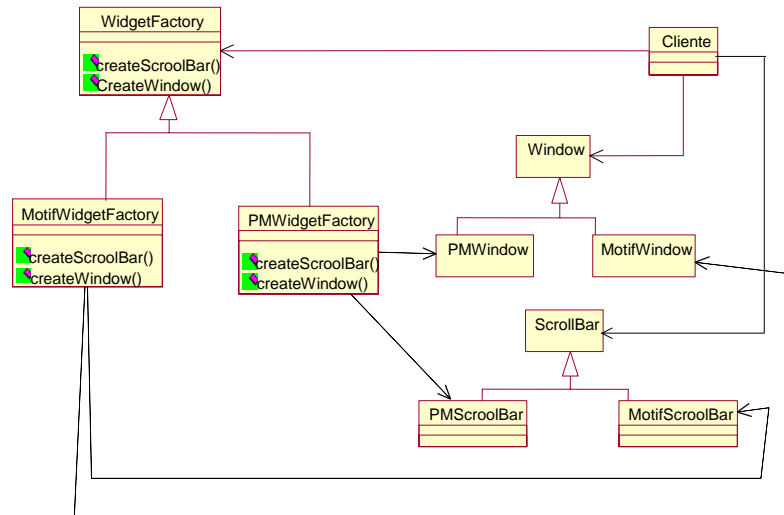 WidgetFactory
createScroolBar()
CreateWindow()
Cliente
Window
MotifWidgetFactory
createScroolBar()
createWindow()
PMWidgetFactory
createScroolBar()
createWindow()
PMWindow
MotifWindow
ScrollBar
PMScroolBar
MotifScroolBar